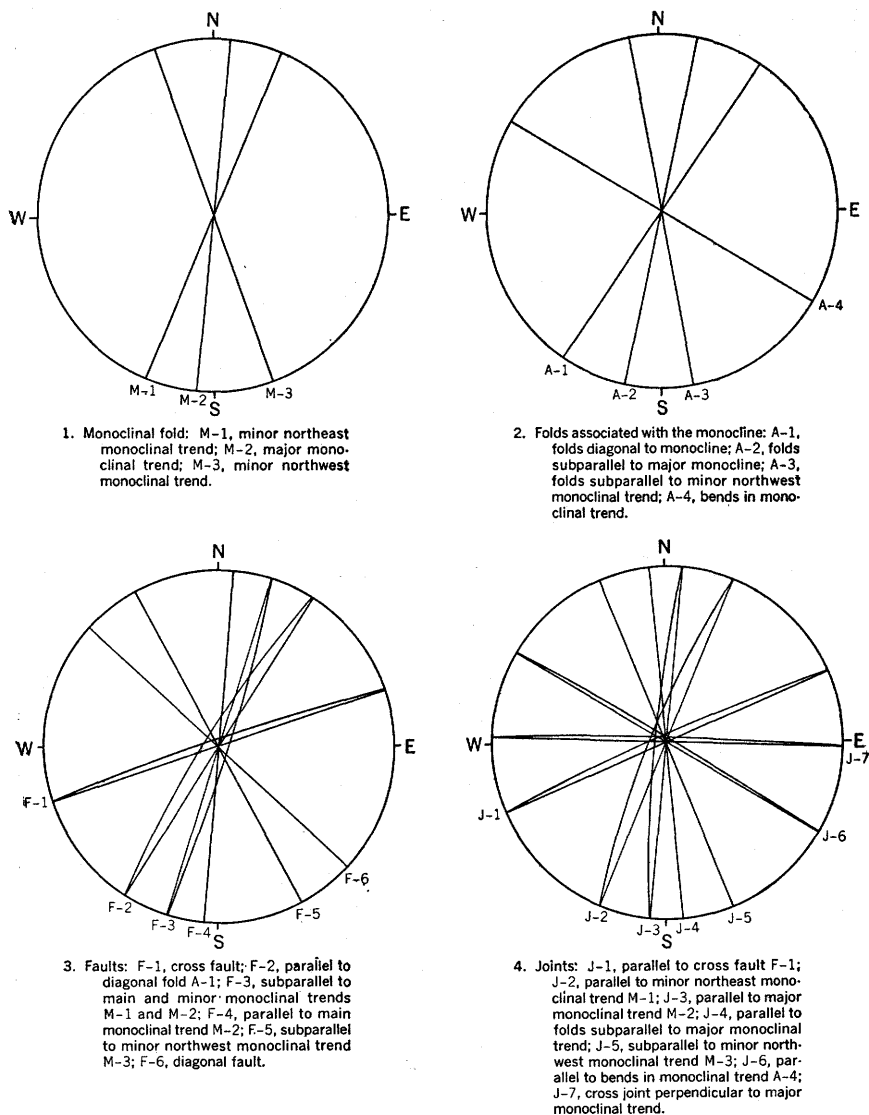 N
W
E
M-1
M-2
S
M-3
1. Monoclinal fold: M-1, minor northeast
monoclinal trend; M-2, major mono-
clinal trend; M-3, minor northwest
monoclinal trend.
N
W
E
A-4
A-1
A-2
S
A-3
2. Folds associated with the monocline: A-1,
folds diagonal to monocline; A-2, folds
subparallel to major monocline; A-3,
folds subparallel to minor northwest
monoclinal trend; A-4, bends in mono-
clinal trend.
N
W
E
F-1
F-6
F-2
F-3
F-4
S
F-5
3. Faults: F-1, cross fault; F-2, parallel to
diagonal fold A-1; F-3, subparallel to
main and minor monoclinal trends
M-1 and M-2; F-4, parallel to main
monoclinal trend M-2; F-5, subparallel
to minor northwest monoclinal trend
M-3; F-6, diagonal fault.
N
W
E
J-7
J-1
J-6
J-2
J-3
S
J-4
J-5
4. Joints: J-1, parallel to cross fault F-1;
J-2, parallel to minor northeast mono-
clinal trend M-1; J-3, parallel to major
monoclinal trend M-2; J-4, parallel to
folds subparallel to major monoclinal
trend; J-5, subparallel to minor north-
west monoclinal trend M-3; J-6, par-
allel to bends in monoclinal trend A-4;
J-7, cross joint perpendicular to major
monoclinal trend.